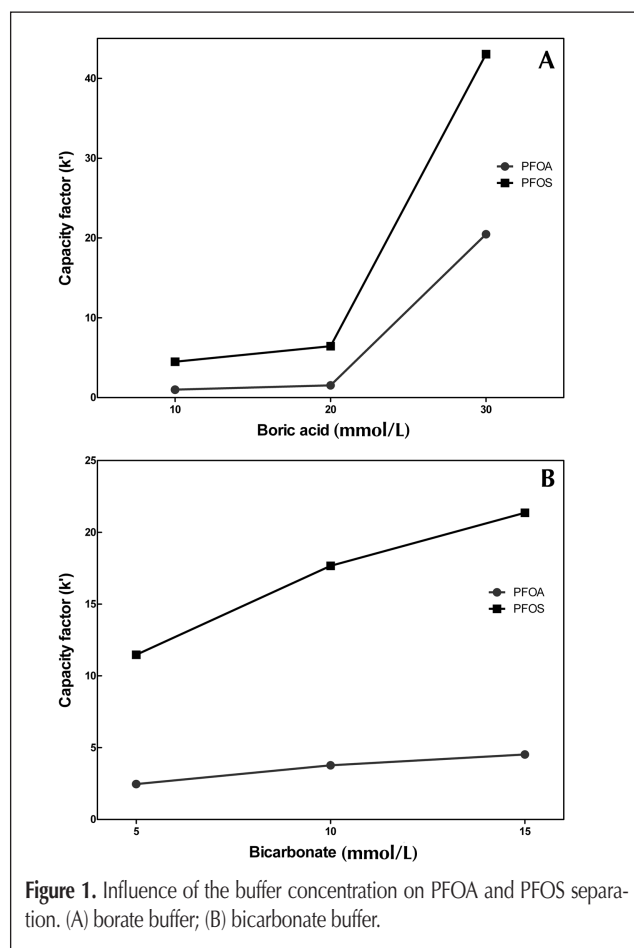 A
Capacity factor (k')
40
30
20
10
0
PFOA
PFOS
10 20 30
Boric acid (mmol/L)
B
Capacity factor (k')
25
20
15
10
5
0
PFOA
PFOS
5 10 15
Bicarbonate (mmol/L)
Figure 1. Influence of the buffer concentration on PFOA and PFOS separa-
tion. (A) borate buffer; (B) bicarbonate buffer.